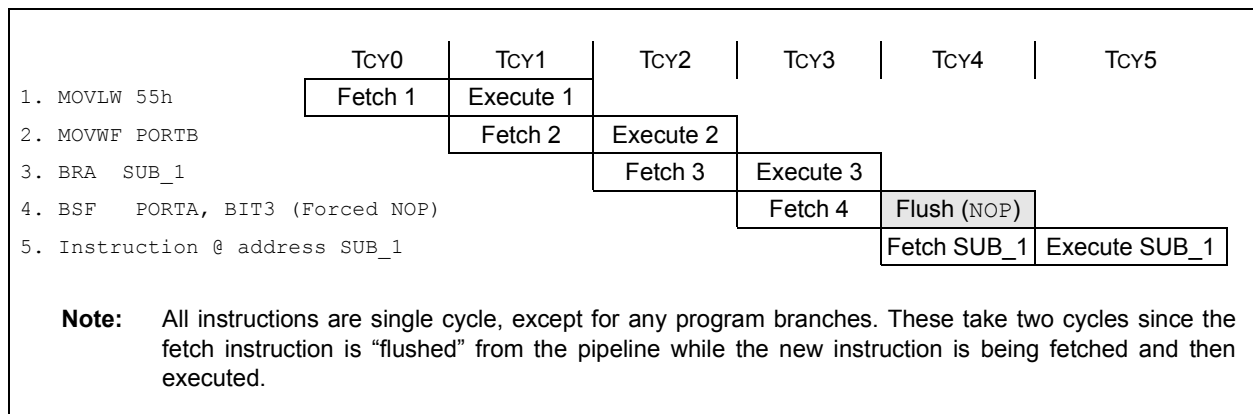 TCY0 TCY1 TCY2 TCY3 TCY4 TCY5
1. MOVLW 55h Fetch 1 Execute 1
2. MOVWF PORTB Fetch 2 Execute 2
3. BRA SUB_1 Fetch 3 Execute 3
4. BSF PORTA, BIT3 (Forced NOP) Fetch 4 Flush (NOP)
5. Instruction @ address SUB_1 Fetch SUB_1 Execute SUB_1
Note: All instructions are single cycle, except for any program branches. These take two cycles since the
fetch instruction is “flushed” from the pipeline while the new instruction is being fetched and then
executed.